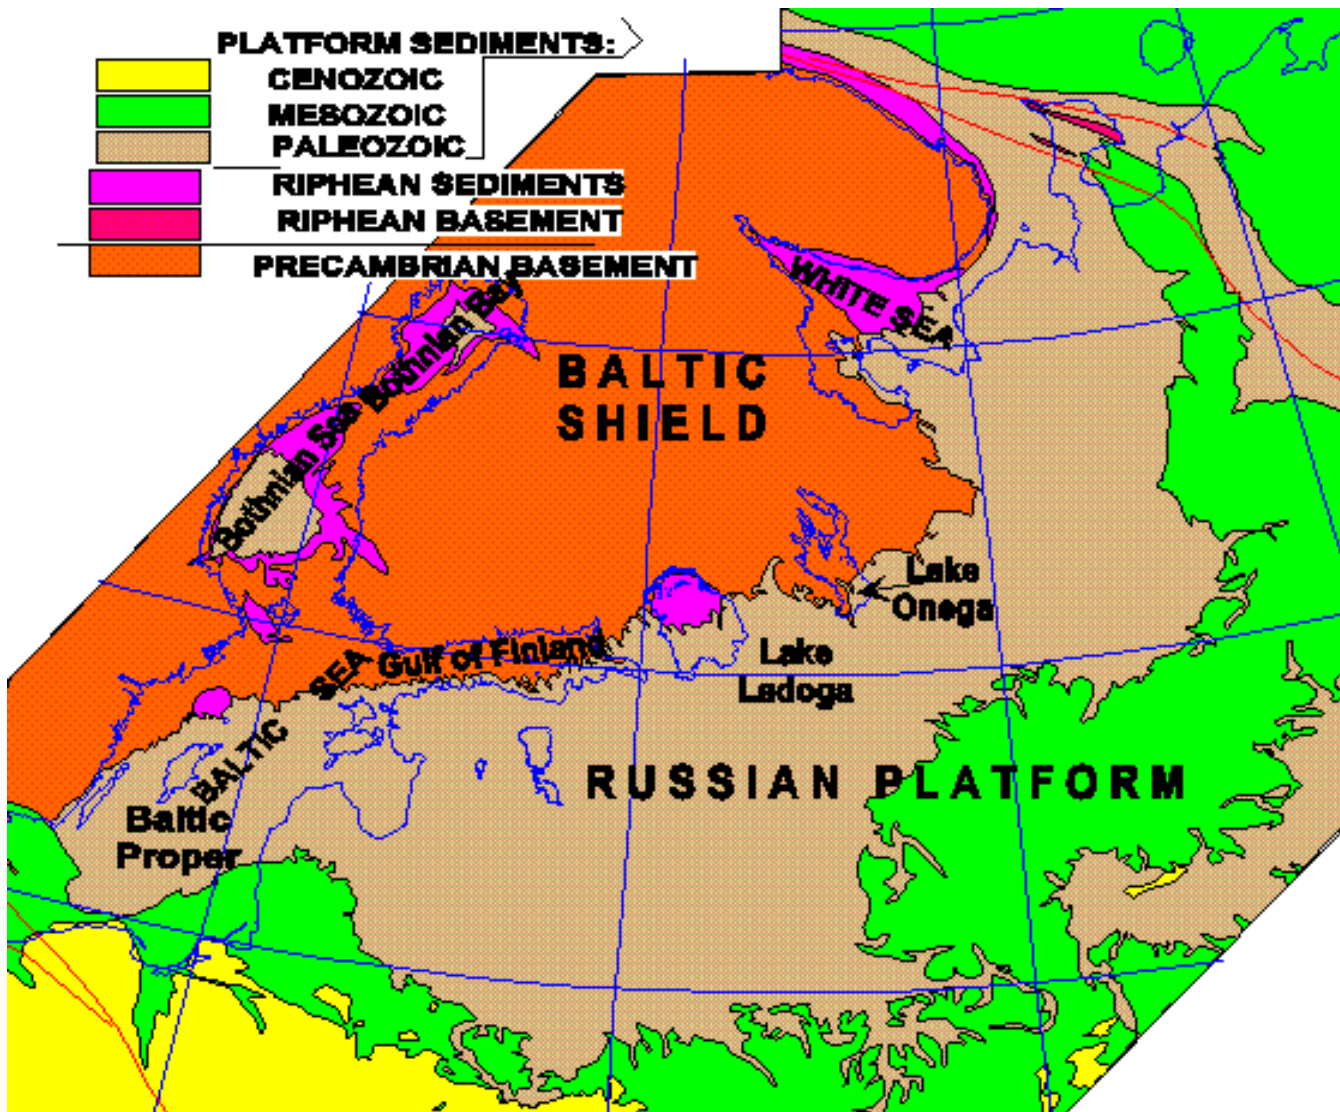 PLATFORM SEDIMENTS:
CENOZOIC
MESOZOIC
PALEOZOIC
RIPHEAN SEDIMENTS
RIPHEAN BASEMENT
PRECAMBRIAN BASEMENT
WHITE SEA
Bothnian Bay
BALTIC
SHIELD
Bothnian Sea
Lake
Onega
Gulf of Finland
Lake
Ladoga
BALTIC SEA
RUSSIAN PLATFORM
Baltic
Proper